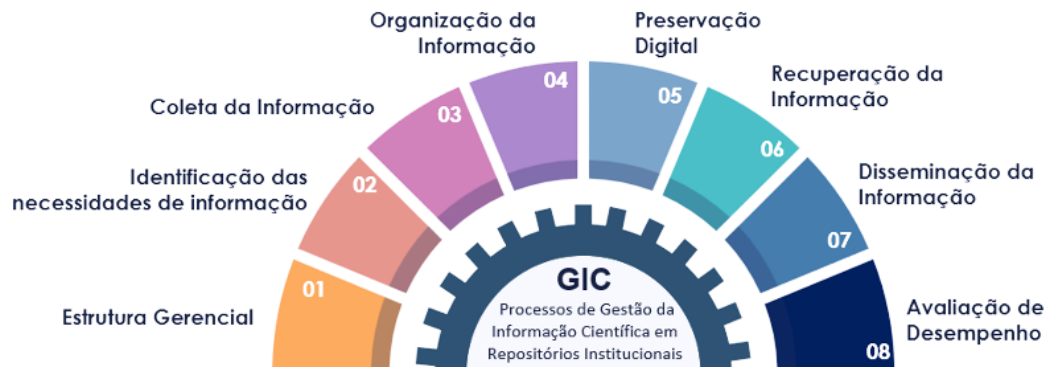 Estrutura Gerencial
01
Identificação das
necessidades de informação
02
Coleta da Informação
03
Organização da
Informação
04
Preservação
Digital
05
Recuperação da
Informação
06
Disseminação da
Informação
07
Avaliação de
Desempenho
08
GIC
Processos de Gestão da
Informação Científica em
Repositórios Institucionais